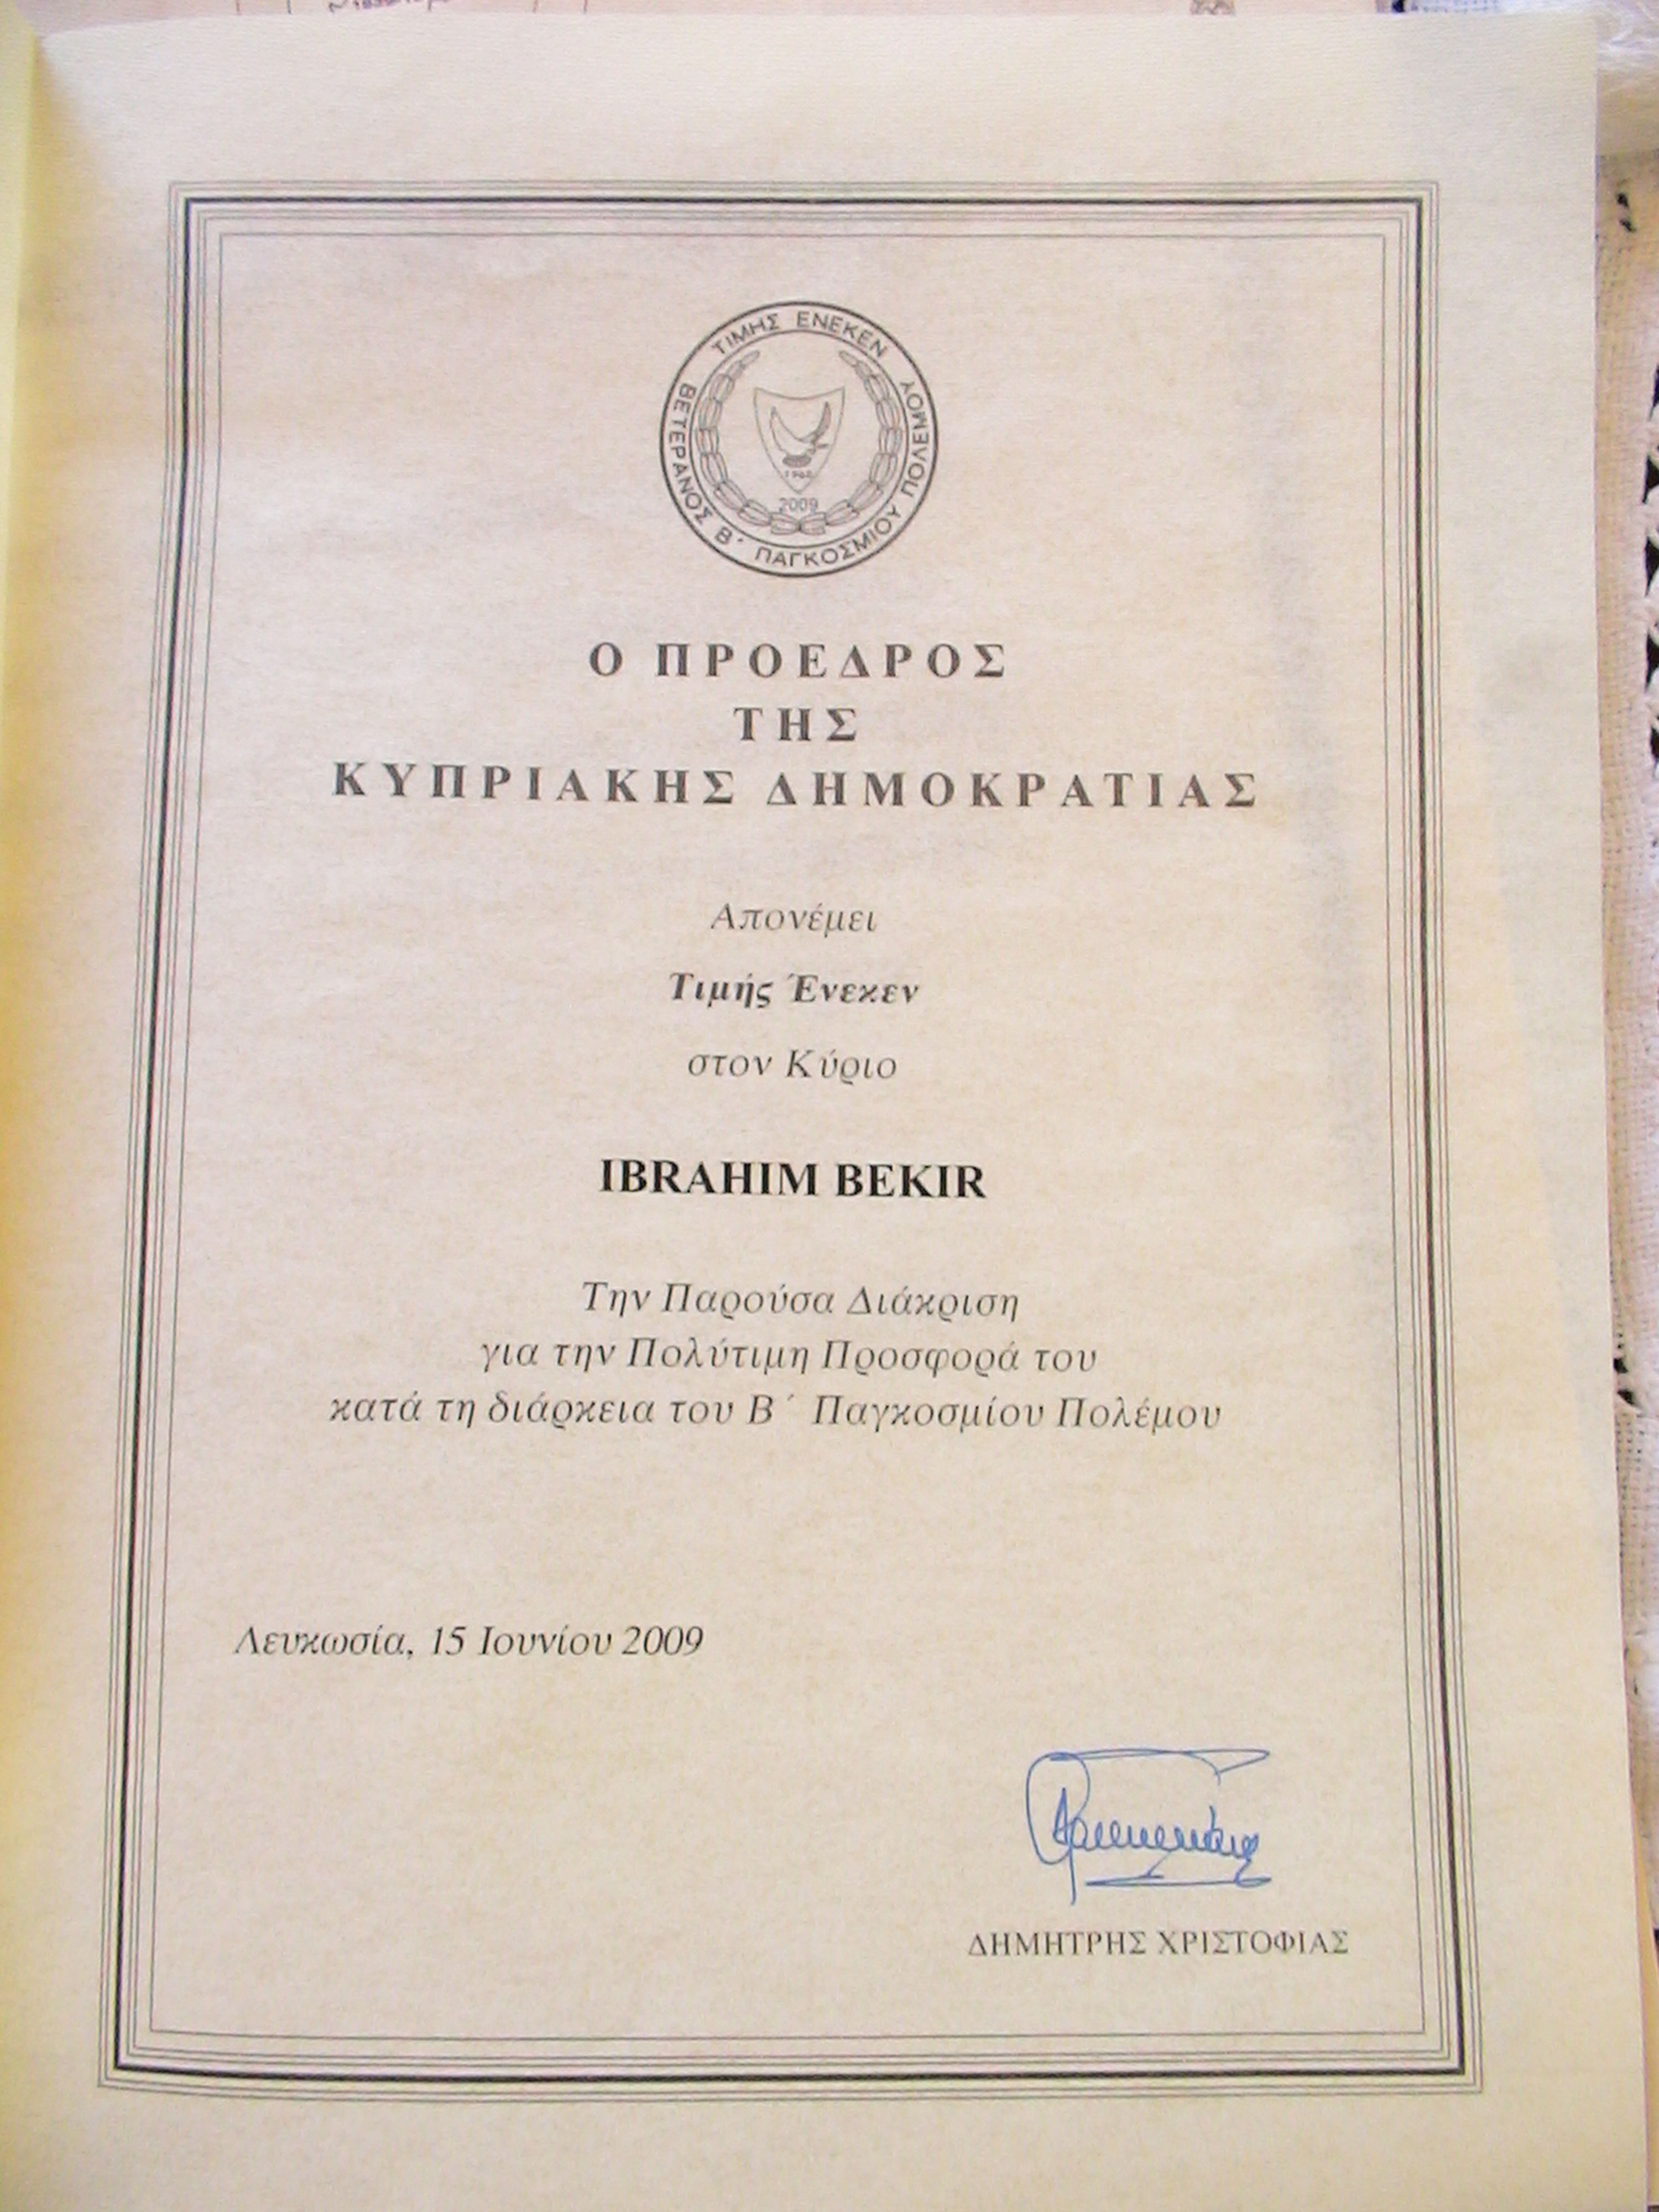 ΤΙΜΗΣ ΕΝΕΚΕΝ
ΒΕΤΕΡΑΝΟΣ Β΄ ΠΑΓΚΟΣΜΙΟΥ ΠΟΛΕΜΟΥ
1960
2009
Ο ΠΡΟΕΔΡΟΣ
ΤΗΣ
ΚΥΠΡΙΑΚΗΣ ΔΗΜΟΚΡΑΤΙΑΣ
Απονέμει
Τιμής Ένεκεν
στον Κύριο
IBRAHIM BEKIR
Την Παρούσα Διάκριση
για την Πολύτιμη Προσφορά του
κατά τη διάρκεια του Β΄ Παγκοσμίου Πολέμου
Λευκωσία, 15 Ιουνίου 2009
ΔΗΜΗΤΡΗΣ ΧΡΙΣΤΟΦΙΑΣ